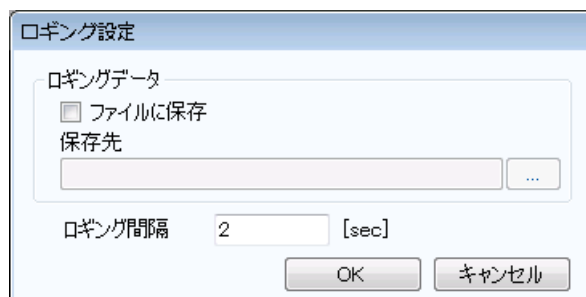 ロギング設定
ロギングデータ
ファイルに保存
保存先
...
ロギング間隔 2 [sec]
OK キャンセル